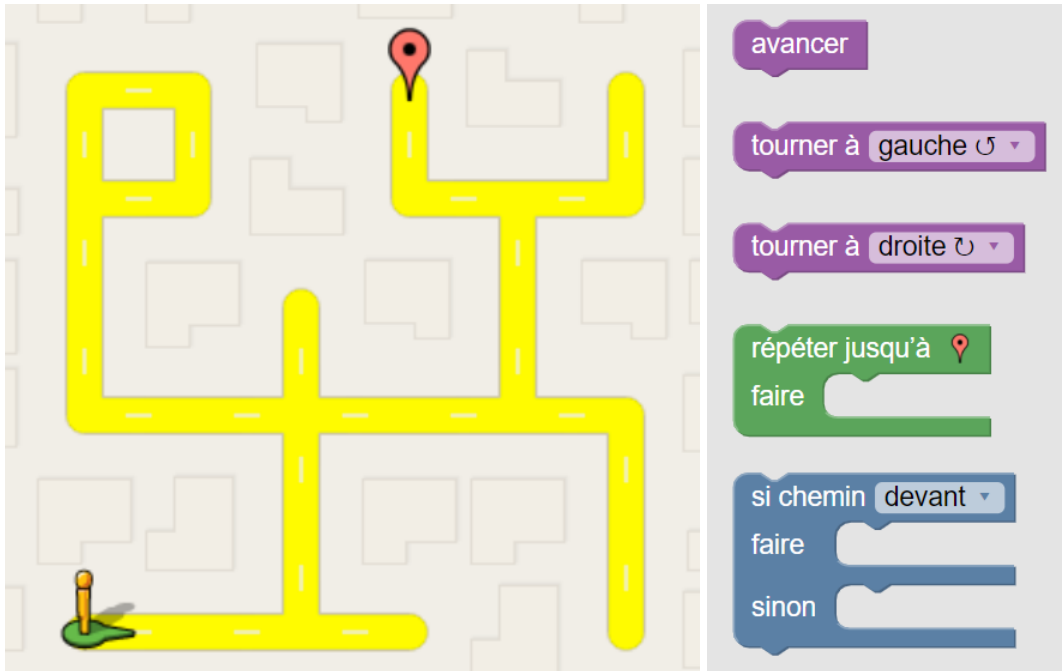 avancer
tourner à gauche ↺ ▾
tourner à droite ↻ ▾
répéter jusqu’à
faire
si chemin devant ▾
faire
sinon